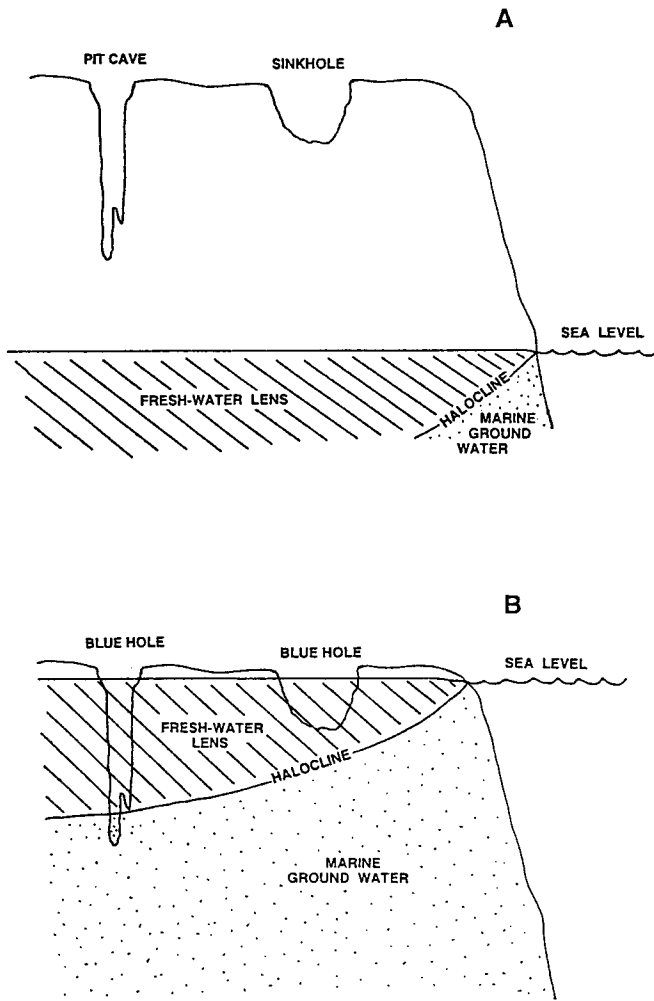 A
PIT CAVE
SINKHOLE
SEA LEVEL
FRESH-WATER LENS
HALOCLINE
MARINE
GROUND
WATER
B
BLUE HOLE
BLUE HOLE
SEA LEVEL
FRESH-WATER
LENS
HALOCLINE
MARINE
GROUND WATER